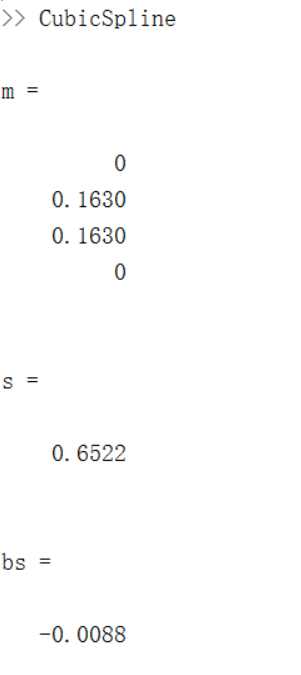 >> CubicSpline
m =
0
0.1630
0.1630
0
s =
0.6522
bs =
-0.0088